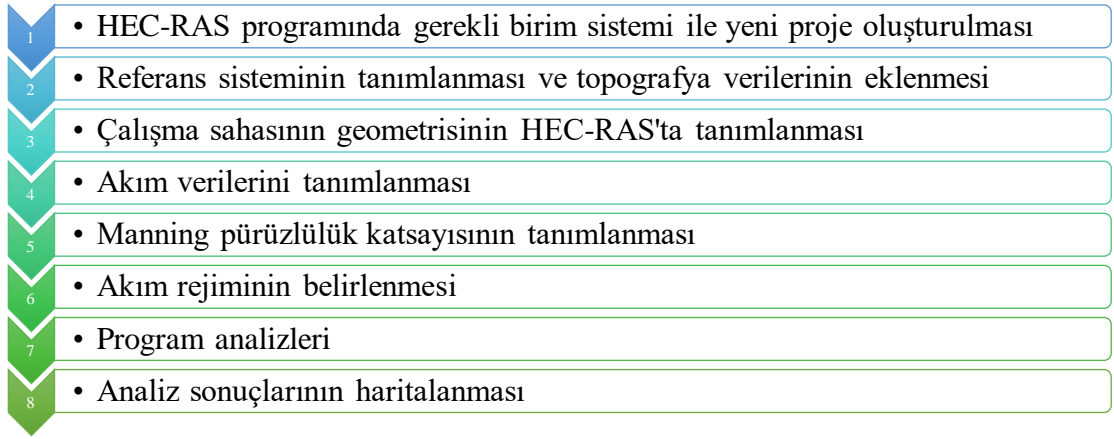 1 • HEC-RAS programında gerekli birim sistemi ile yeni proje oluşturulması
2 • Referans sisteminin tanımlanması ve topografya verilerinin eklenmesi
3 • Çalışma sahasının geometrisinin HEC-RAS'ta tanımlanması
4 • Akım verilerini tanımlanması
5 • Manning pürüzlülük katsayısının tanımlanması
6 • Akım rejiminin belirlenmesi
7 • Program analizleri
8 • Analiz sonuçlarının haritalanması